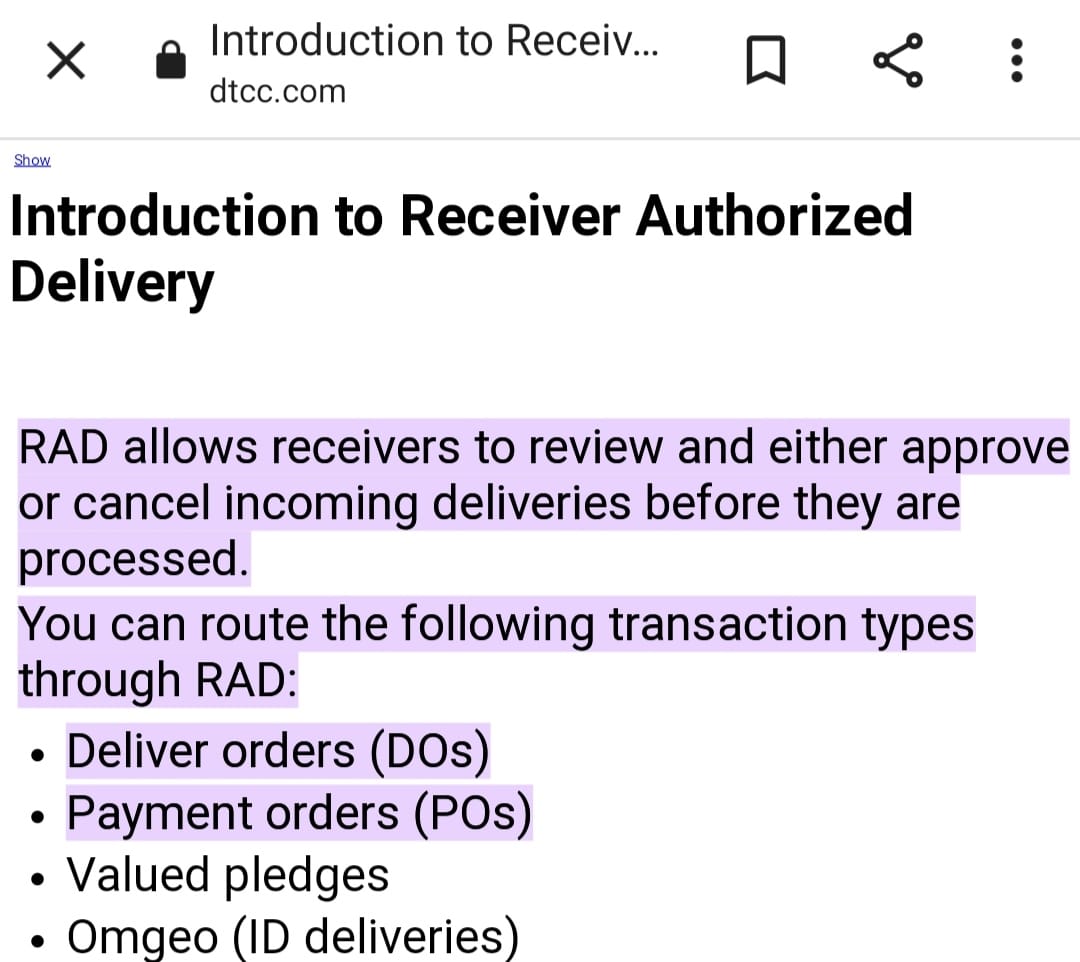 Introduction to Receiv...
dtcc.com
Show
Introduction to Receiver Authorized
Delivery
RAD allows receivers to review and either approve
or cancel incoming deliveries before they are
processed.
You can route the following transaction types
through RAD:
• Deliver orders (DOs)
• Payment orders (POs)
• Valued pledges
• Omgeo (ID deliveries)